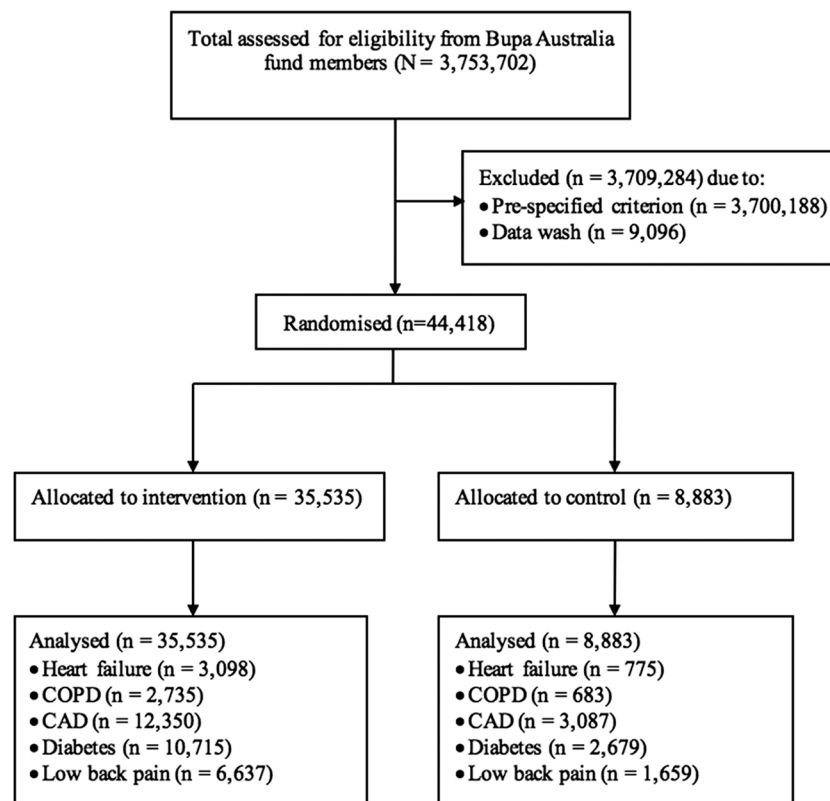 Total assessed for eligibility from Bupa Australia
fund members (N = 3,753,702)
Excluded (n = 3,709,284) due to:
•Pre-specified criterion (n = 3,700,188)
•Data wash (n = 9,096)
Randomised (n=44,418)
Allocated to intervention (n = 35,535)
Allocated to control (n = 8,883)
Analysed (n = 35,535)
•Heart failure (n = 3,098)
•COPD (n = 2,735)
•CAD (n = 12,350)
•Diabetes (n = 10,715)
•Low back pain (n = 6,637)
Analysed (n = 8,883)
•Heart failure (n = 775)
•COPD (n = 683)
•CAD (n = 3,087)
•Diabetes (n = 2,679)
•Low back pain (n = 1,659)